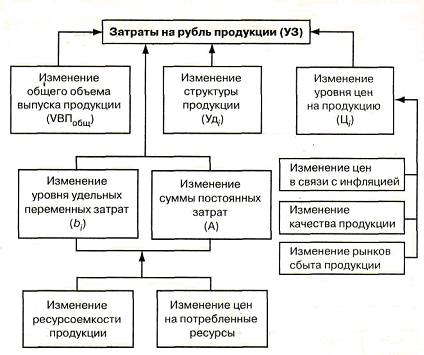 Затраты на рубль продукции (УЗ)
Изменение
общего объема
выпуска продукции
(VВПобщ)
Изменение
структуры
продукции
(Удi)
Изменение
уровня цен
на продукцию
(Цi)
Изменение
уровня удельных
переменных затрат
(bi)
Изменение
суммы постоянных
затрат
(А)
Изменение цен
в связи с инфляцией
Изменение
качества продукции
Изменение рынков
сбыта продукции
Изменение
ресурсоемкости
продукции
Изменение цен
на потребленные
ресурсы